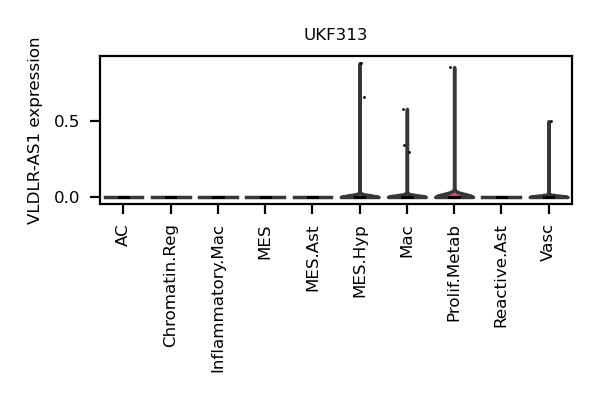 UKF313
VLDLR-AS1 expression
0.5
0.0
AC
Chromatin.Reg
Inflammatory.Mac
MES
MES.Ast
MES.Hyp
Mac
Prolif.Metab
Reactive.Ast
Vasc